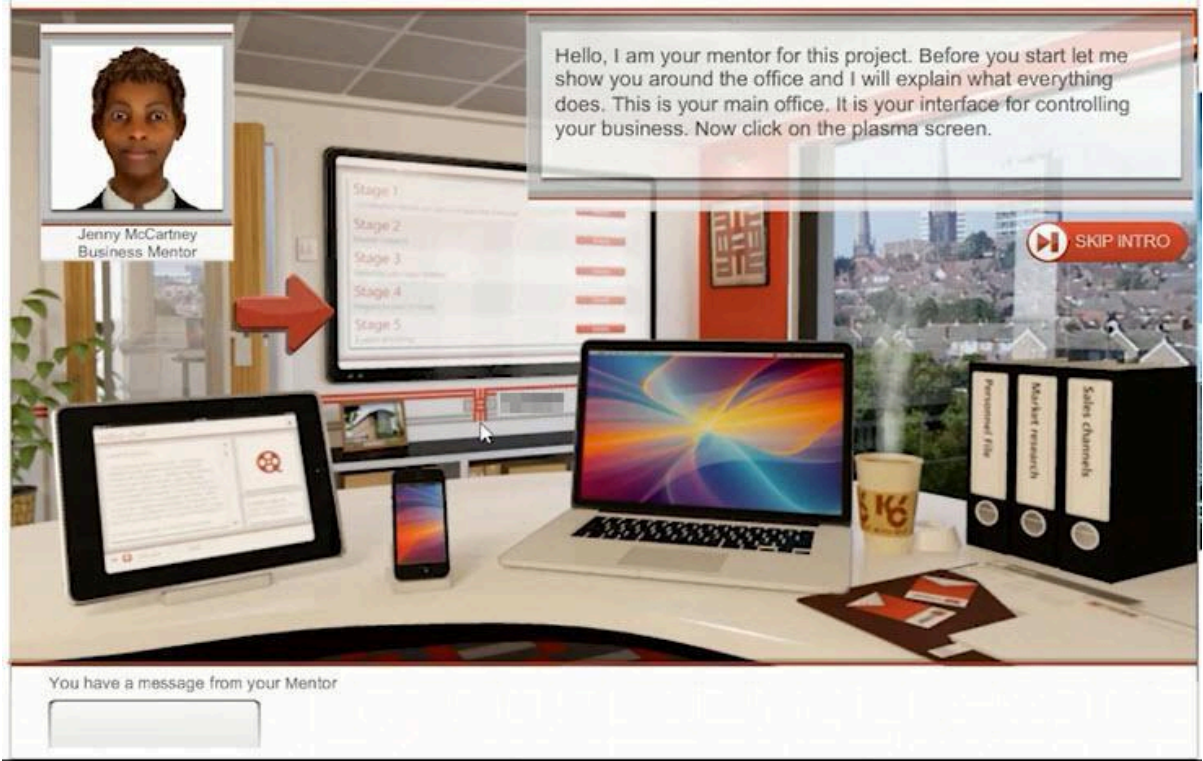 Hello, I am your mentor for this project. Before you start let me
show you around the office and I will explain what everything
does. This is your main office. It is your interface for controlling
your business. Now click on the plasma screen.
Jenny McCartney
Business Mentor
SKIP INTRO
Stage 1
Stage 2
Stage 3
Stage 4
Stage 5
Personnel File
Market research
Sales channels
Kó
You have a message from your Mentor